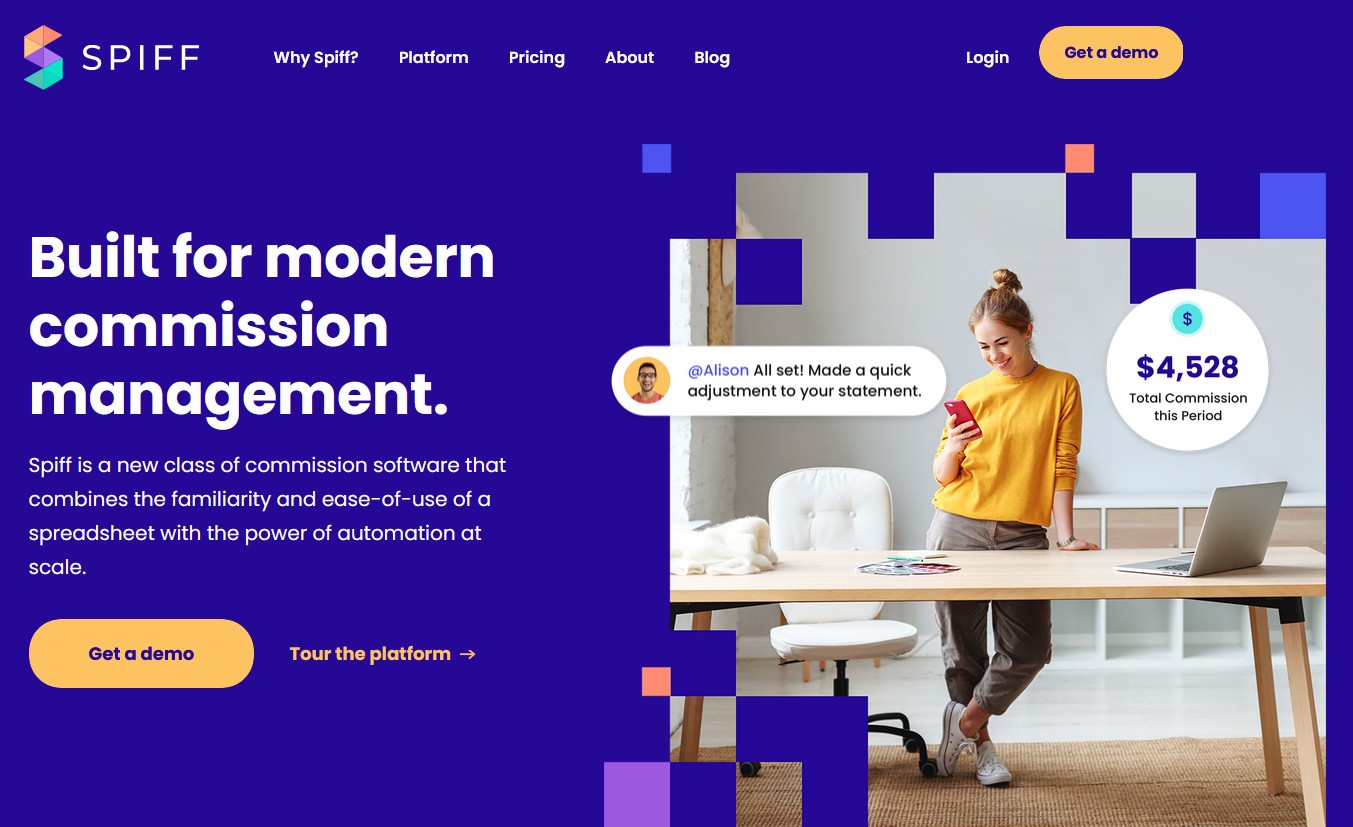 SPIFF
Why Spiff?
Platform
Pricing
About
Blog
Login
Get a demo
Built for modern
commission
management.
Spiff is a new class of commission software that
combines the familiarity and ease-of-use of a
spreadsheet with the power of automation at
scale.
Get a demo
Tour the platform →
@Alison All set! Made a quick
adjustment to your statement.
$
$4,528
Total Commission
this Period